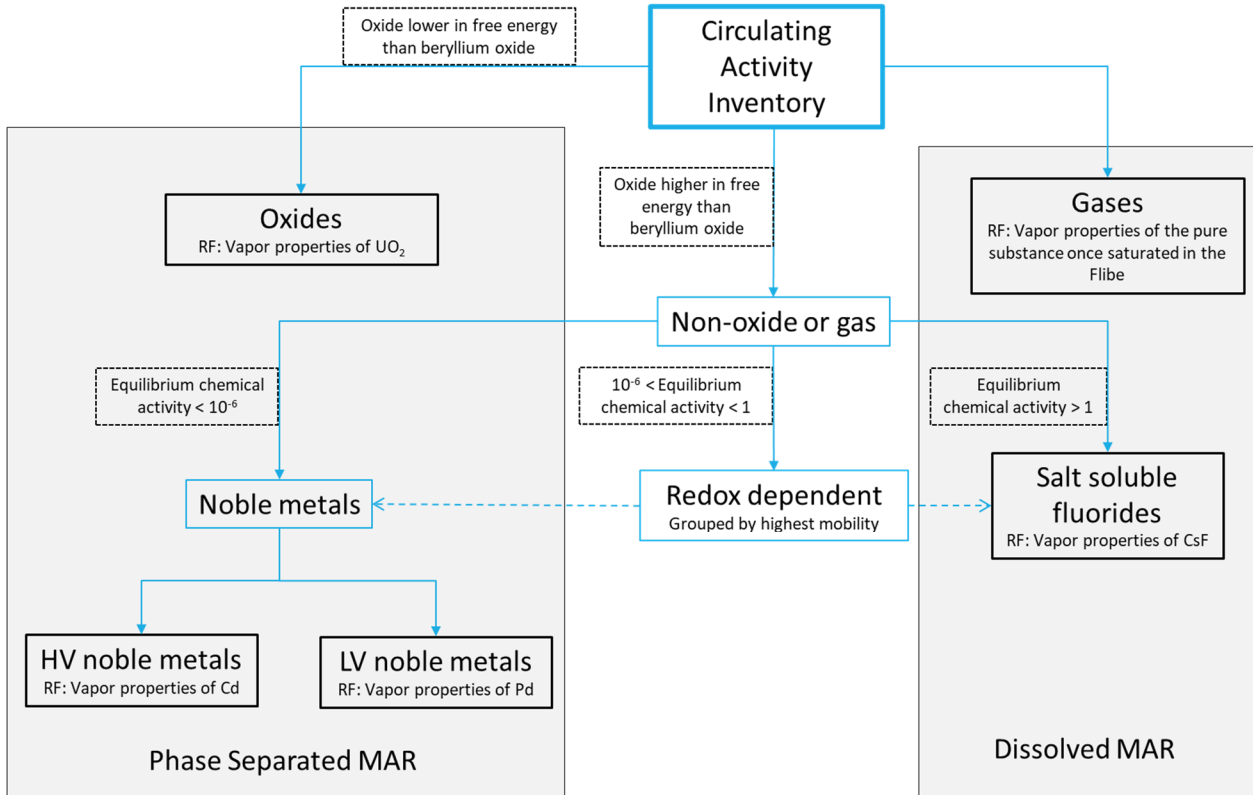 Oxide lower in free energy
than beryllium oxide
Circulating
Activity
Inventory
Oxide higher in free
energy than
beryllium oxide
Oxides
RF: Vapor properties of UO₂
Gases
RF: Vapor properties of the pure
substance once saturated in the
Flibe
Non-oxide or gas
Equilibrium chemical
activity < 10⁻⁶
10⁻⁶ < Equilibrium
chemical activity < 1
Equilibrium
chemical activity > 1
Noble metals
Redox dependent
Grouped by highest mobility
Salt soluble
fluorides
RF: Vapor properties of CsF
HV noble metals
RF: Vapor properties of Cd
LV noble metals
RF: Vapor properties of Pd
Phase Separated MAR
Dissolved MAR